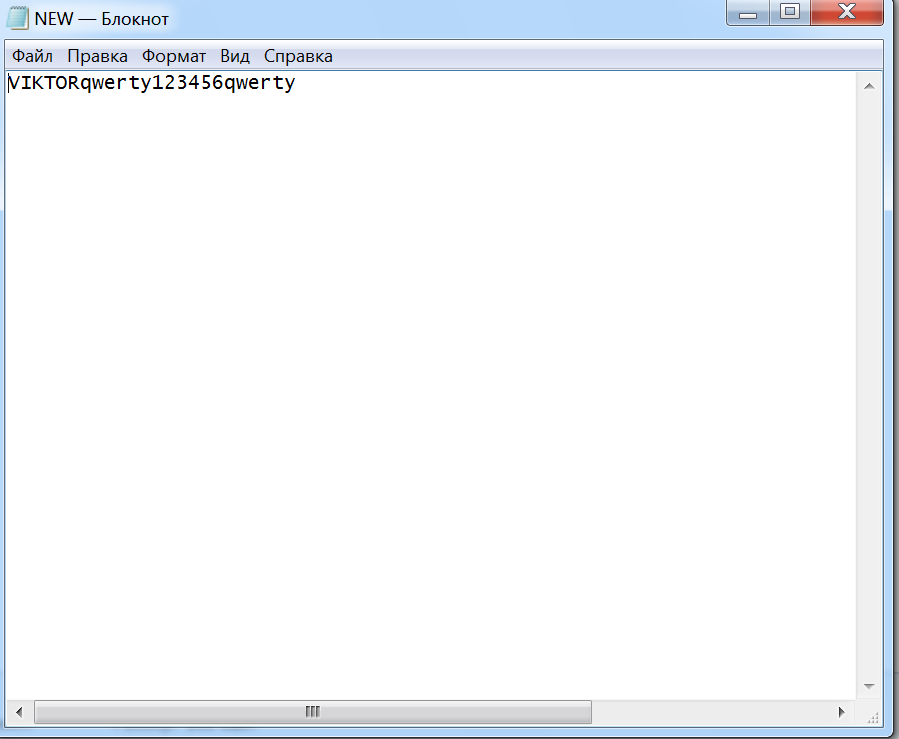 NEW — Блокнот
Файл Правка Формат Вид Справка
VIKTORqwerty123456qwerty